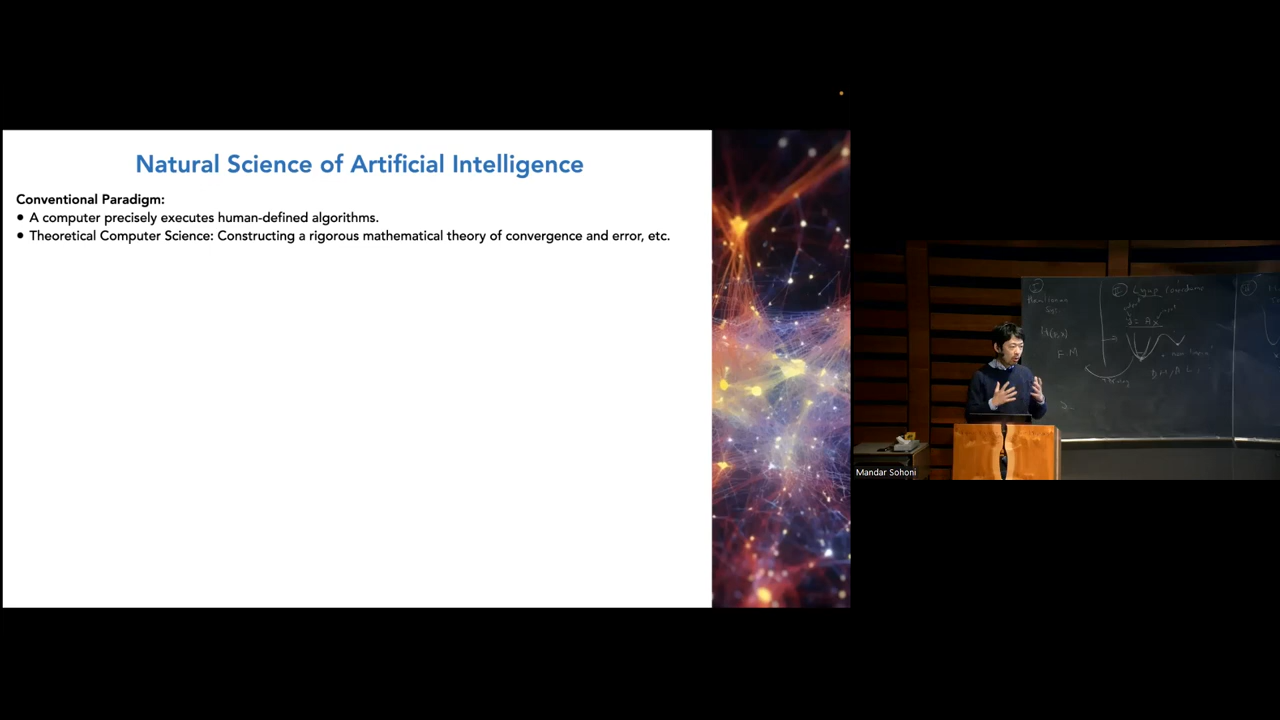 Natural Science of Artificial Intelligence
Conventional Paradigm:
• A computer precisely executes human-defined algorithms.
• Theoretical Computer Science: Constructing a rigorous mathematical theory of convergence and error, etc.
Mandar Sohoni